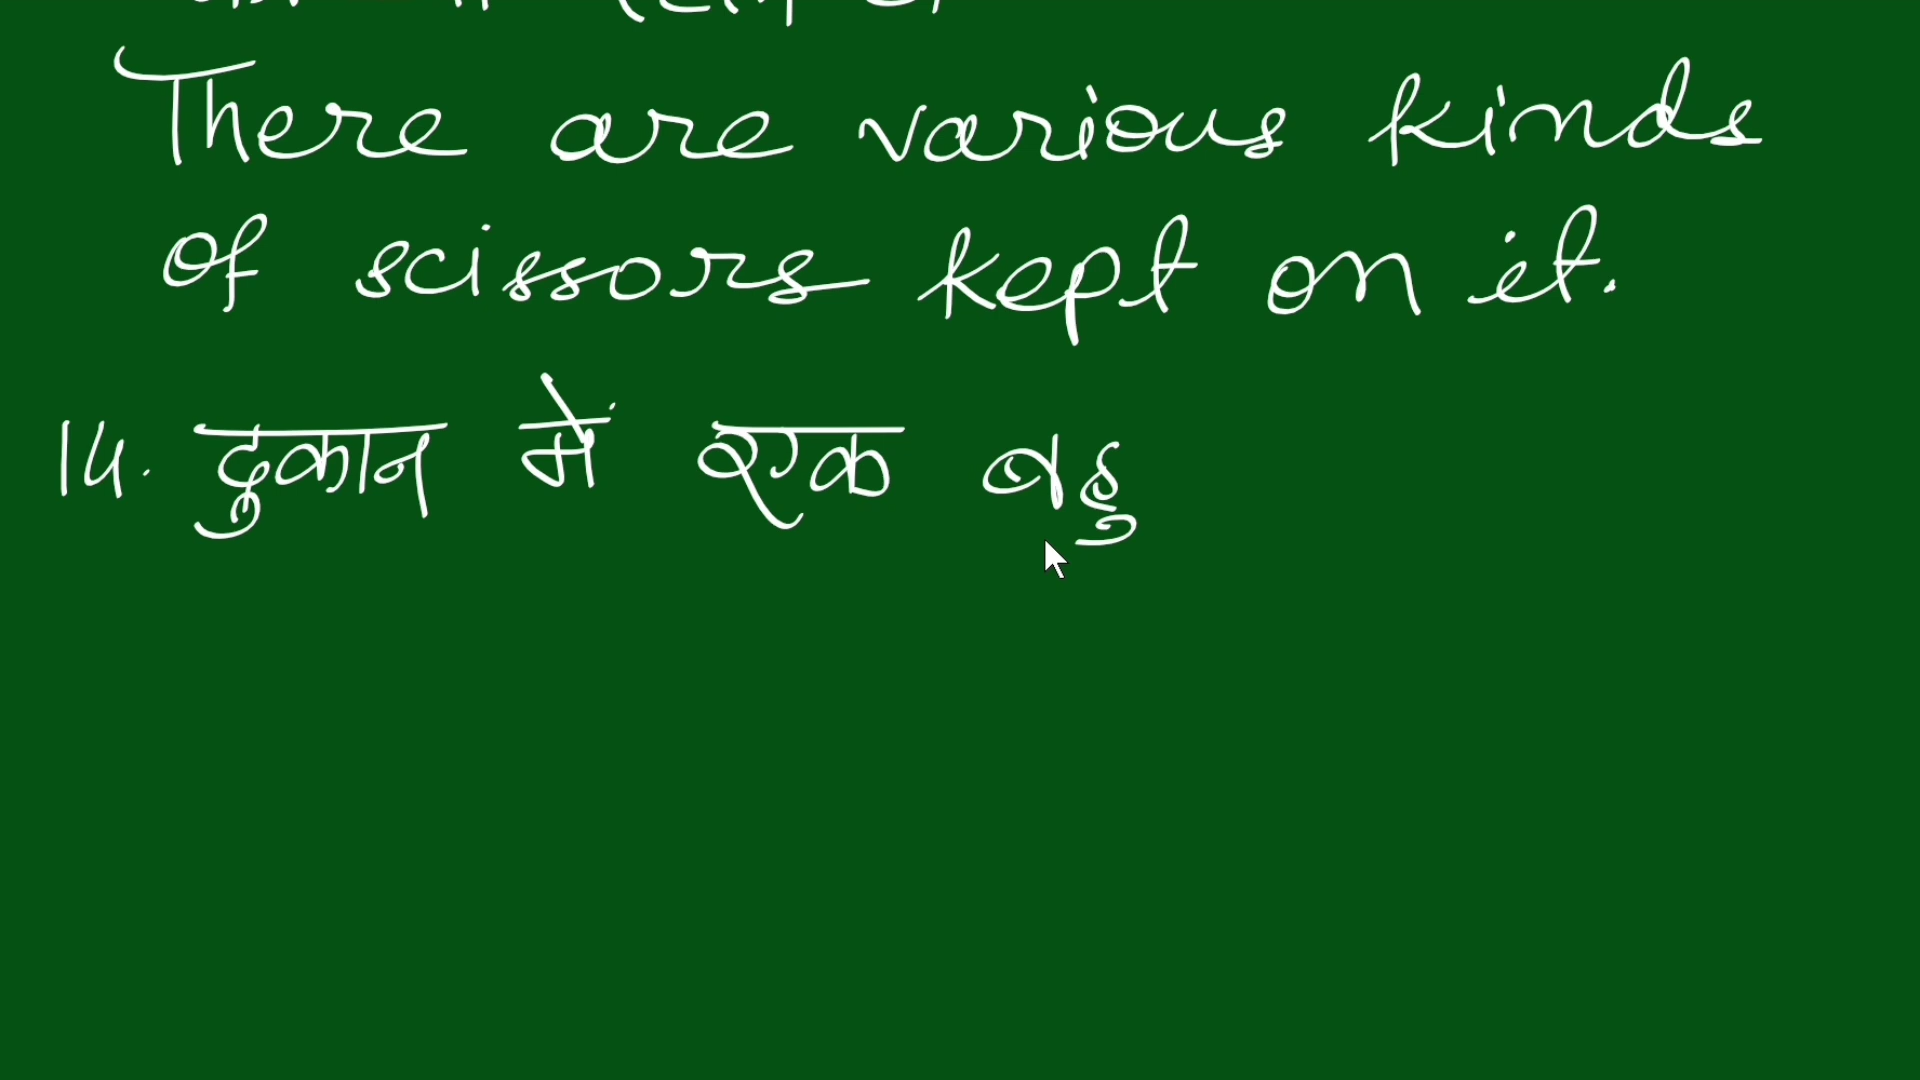 There are various kinds
of scissors kept on it.
14. दुकान में एक बहु